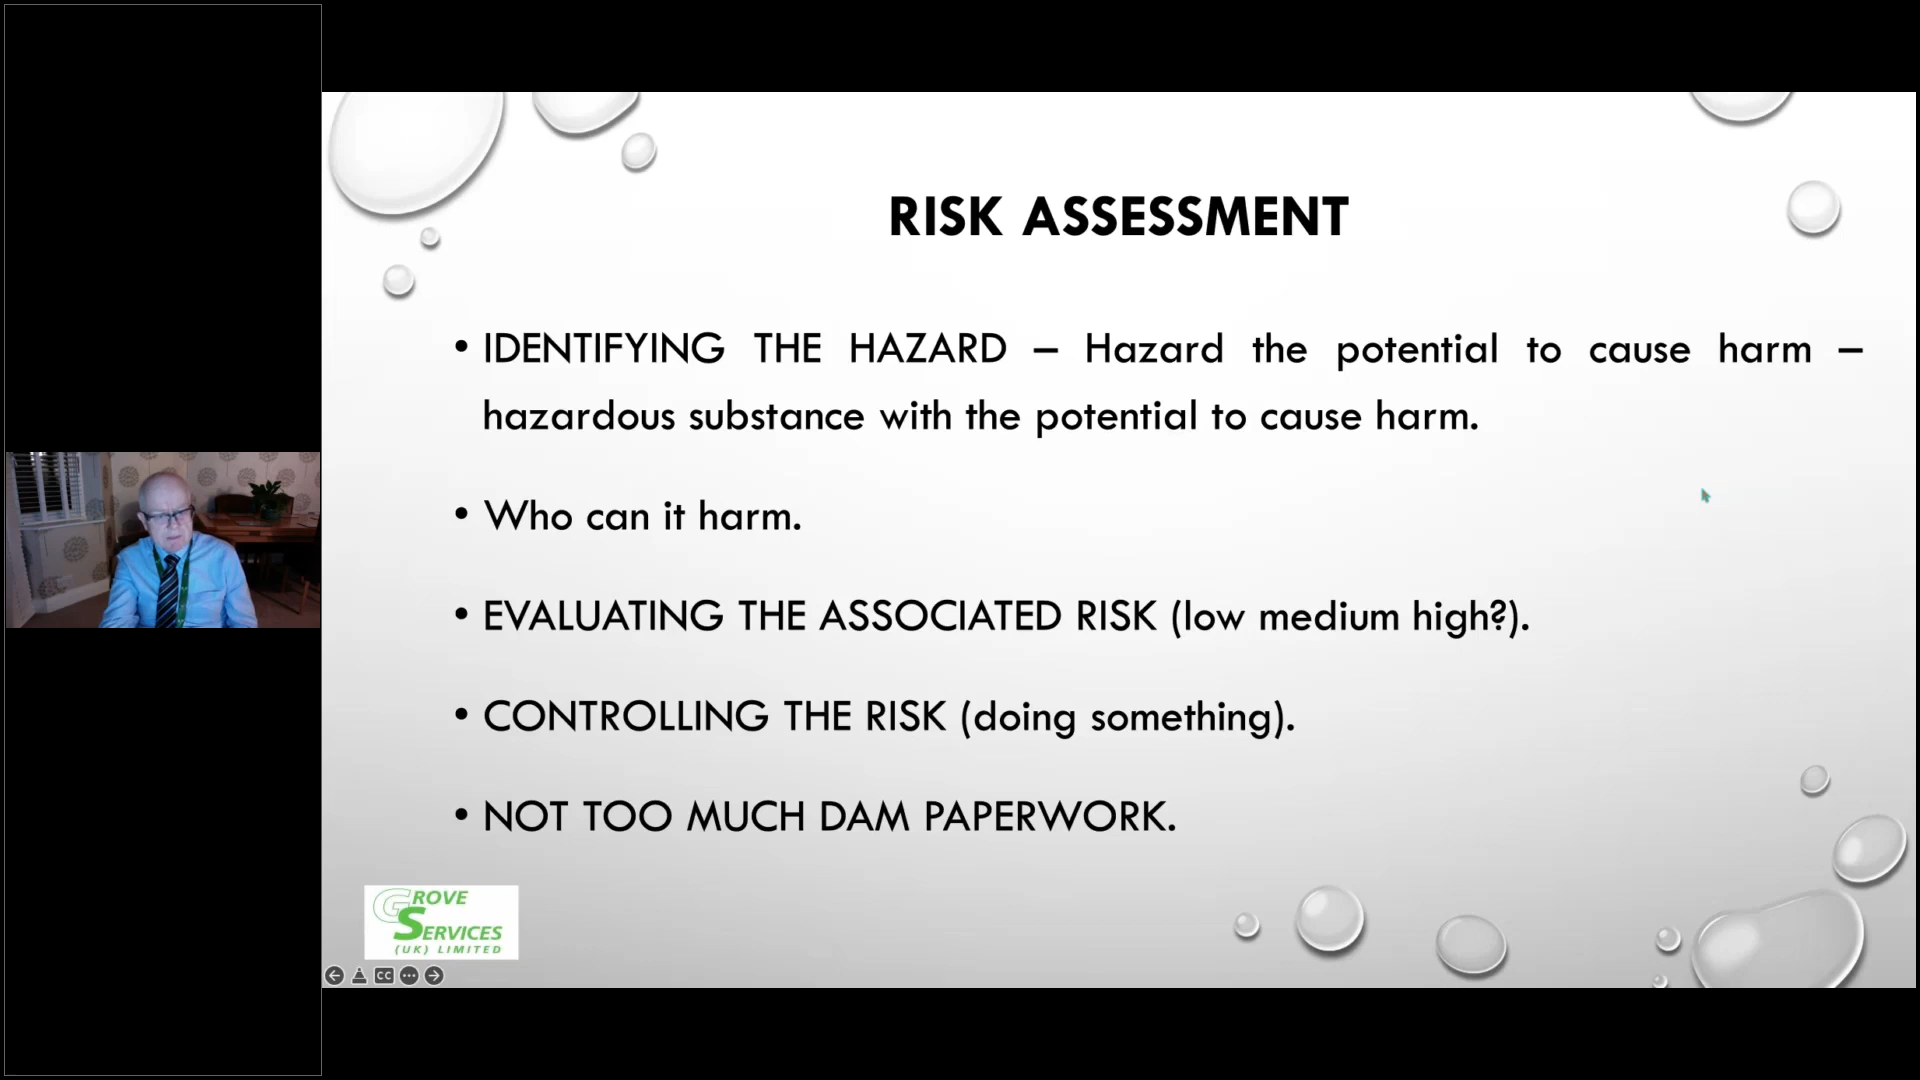 RISK ASSESSMENT
• IDENTIFYING THE HAZARD – Hazard the potential to cause harm –
hazardous substance with the potential to cause harm.
• Who can it harm.
• EVALUATING THE ASSOCIATED RISK (low medium high?).
• CONTROLLING THE RISK (doing something).
• NOT TOO MUCH DAM PAPERWORK.
GROVE
SERVICES
(UK) LIMITED
CC